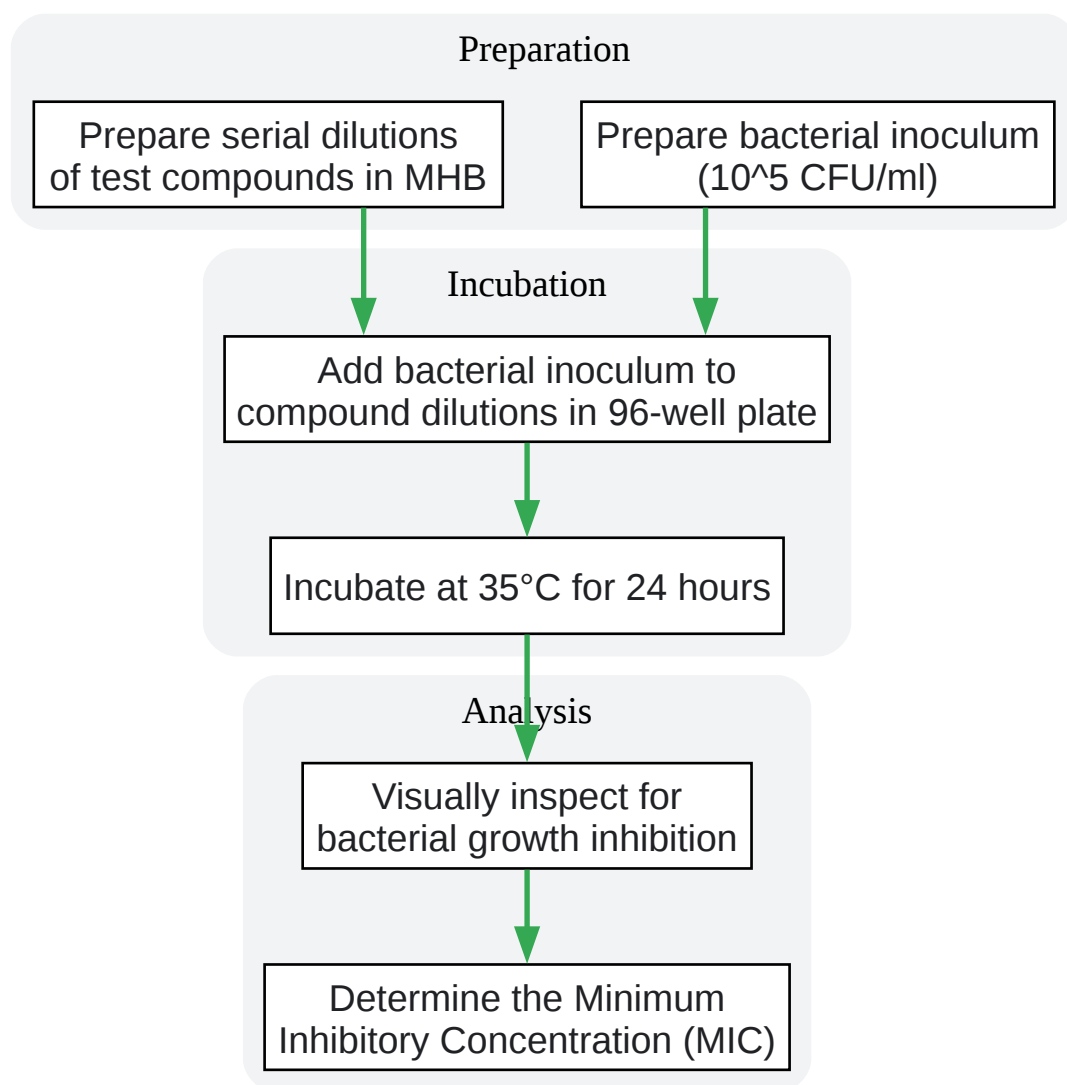 Preparation
Prepare serial dilutions
of test compounds in MHB
Prepare bacterial inoculum
(10^5 CFU/ml)
Incubation
Add bacterial inoculum to
compound dilutions in 96-well plate
Incubate at 35°C for 24 hours
Analysis
Visually inspect for
bacterial growth inhibition
Determine the Minimum
Inhibitory Concentration (MIC)